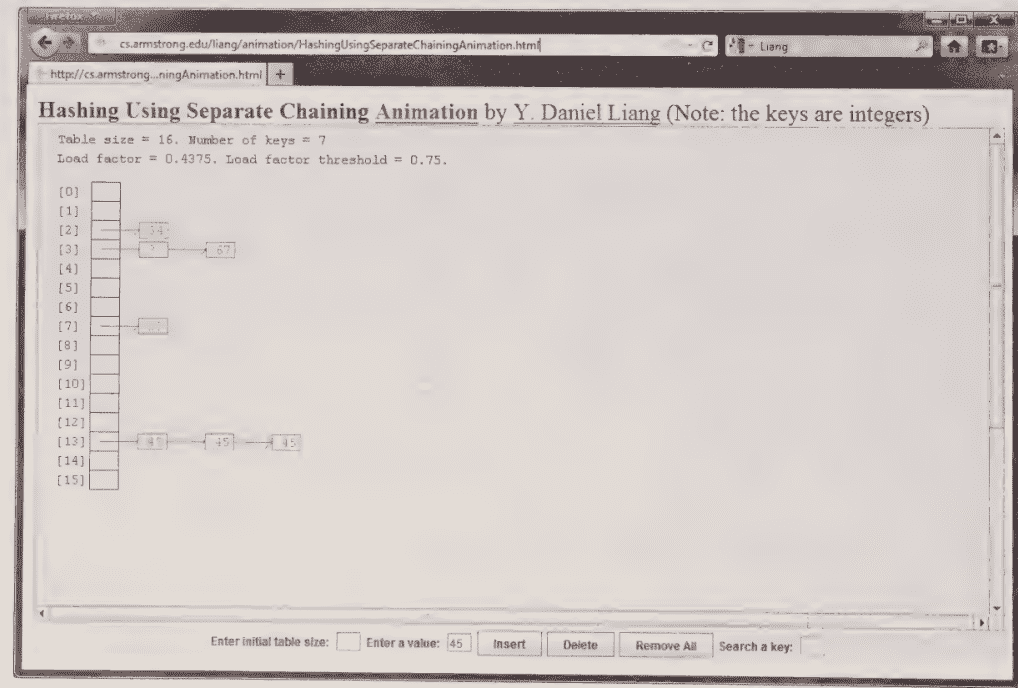 cs.armstrong.edu/liang/animation/HashingUsingSeparateChainingAnimation.html Liang
http://cs.armstrong...ningAnimation.html +
Hashing Using Separate Chaining Animation by Y. Daniel Liang (Note: the keys are integers)
Table size = 16. Number of keys = 7
Load factor = 0.4375. Load factor threshold = 0.75.
[0]
[1]
[2]
[3] 67
[4]
[5]
[6]
[7]
[8]
[9]
[10]
[11]
[12]
[13] 45 45
[14]
[15]
Enter initial table size: Enter a value: 45 Insert Delete Remove All Search a key: